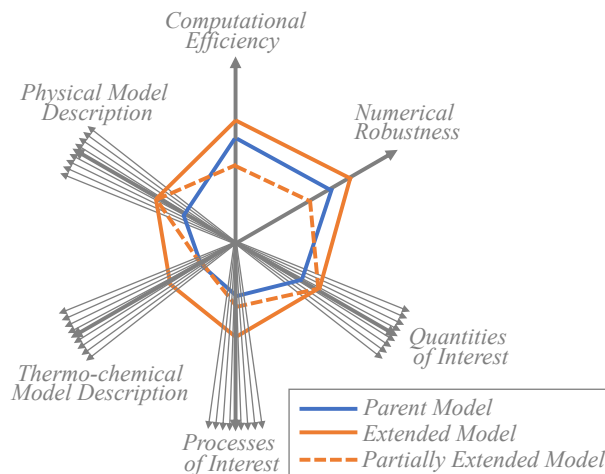 Computational
Efficiency
Physical Model
Description
Numerical
Robustness
Quantities
of Interest
Thermo-chemical
Model Description
Processes
of Interest
Parent Model
Extended Model
Partially Extended Model